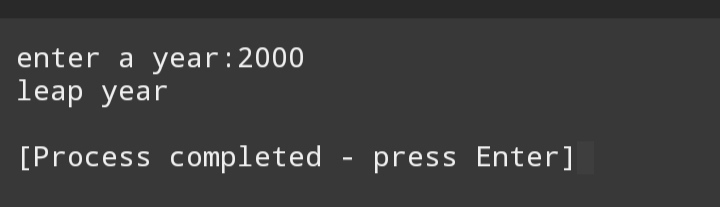 enter a year:2000
leap year
[Process completed - press Enter]